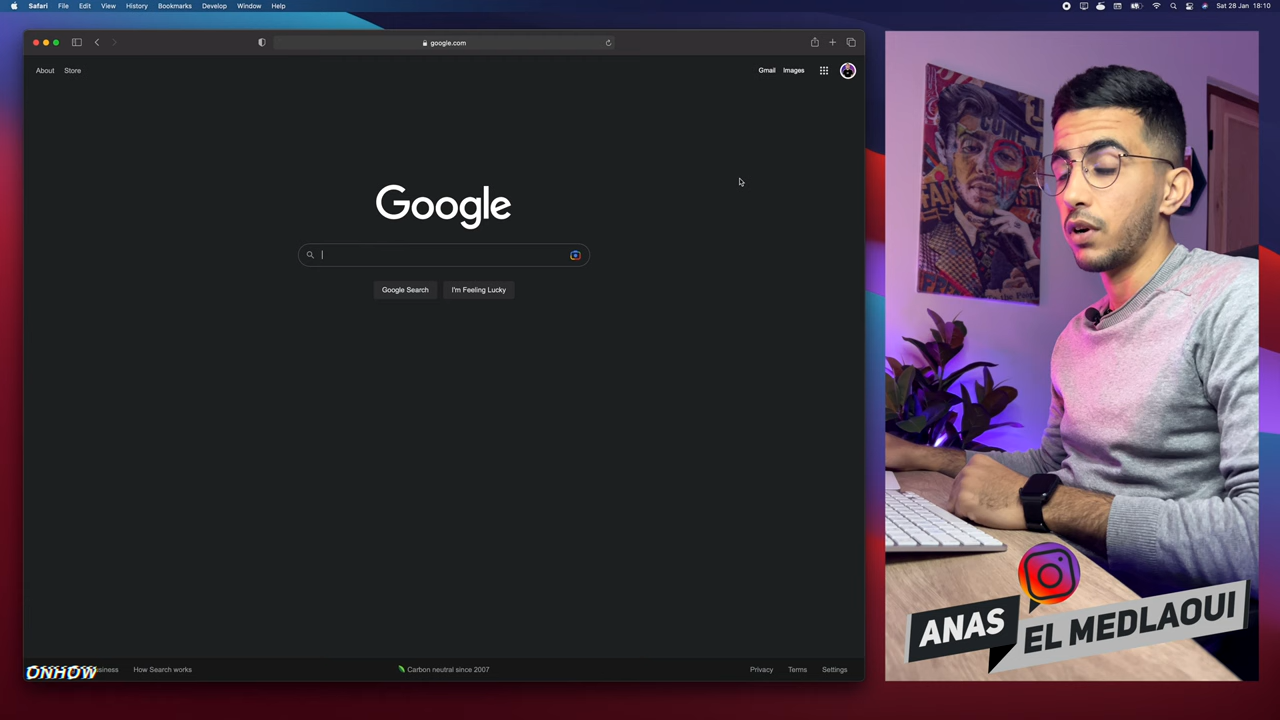 Safari File Edit View History Bookmarks Develop Window Help
Sat 28 Jan 18:10
google.com
About Store
Gmail Images
Google
Google Search I'm Feeling Lucky
How Search works
Carbon neutral since 2007
Privacy Terms Settings
ONHOW
ANAS
EL MEDLAOUI